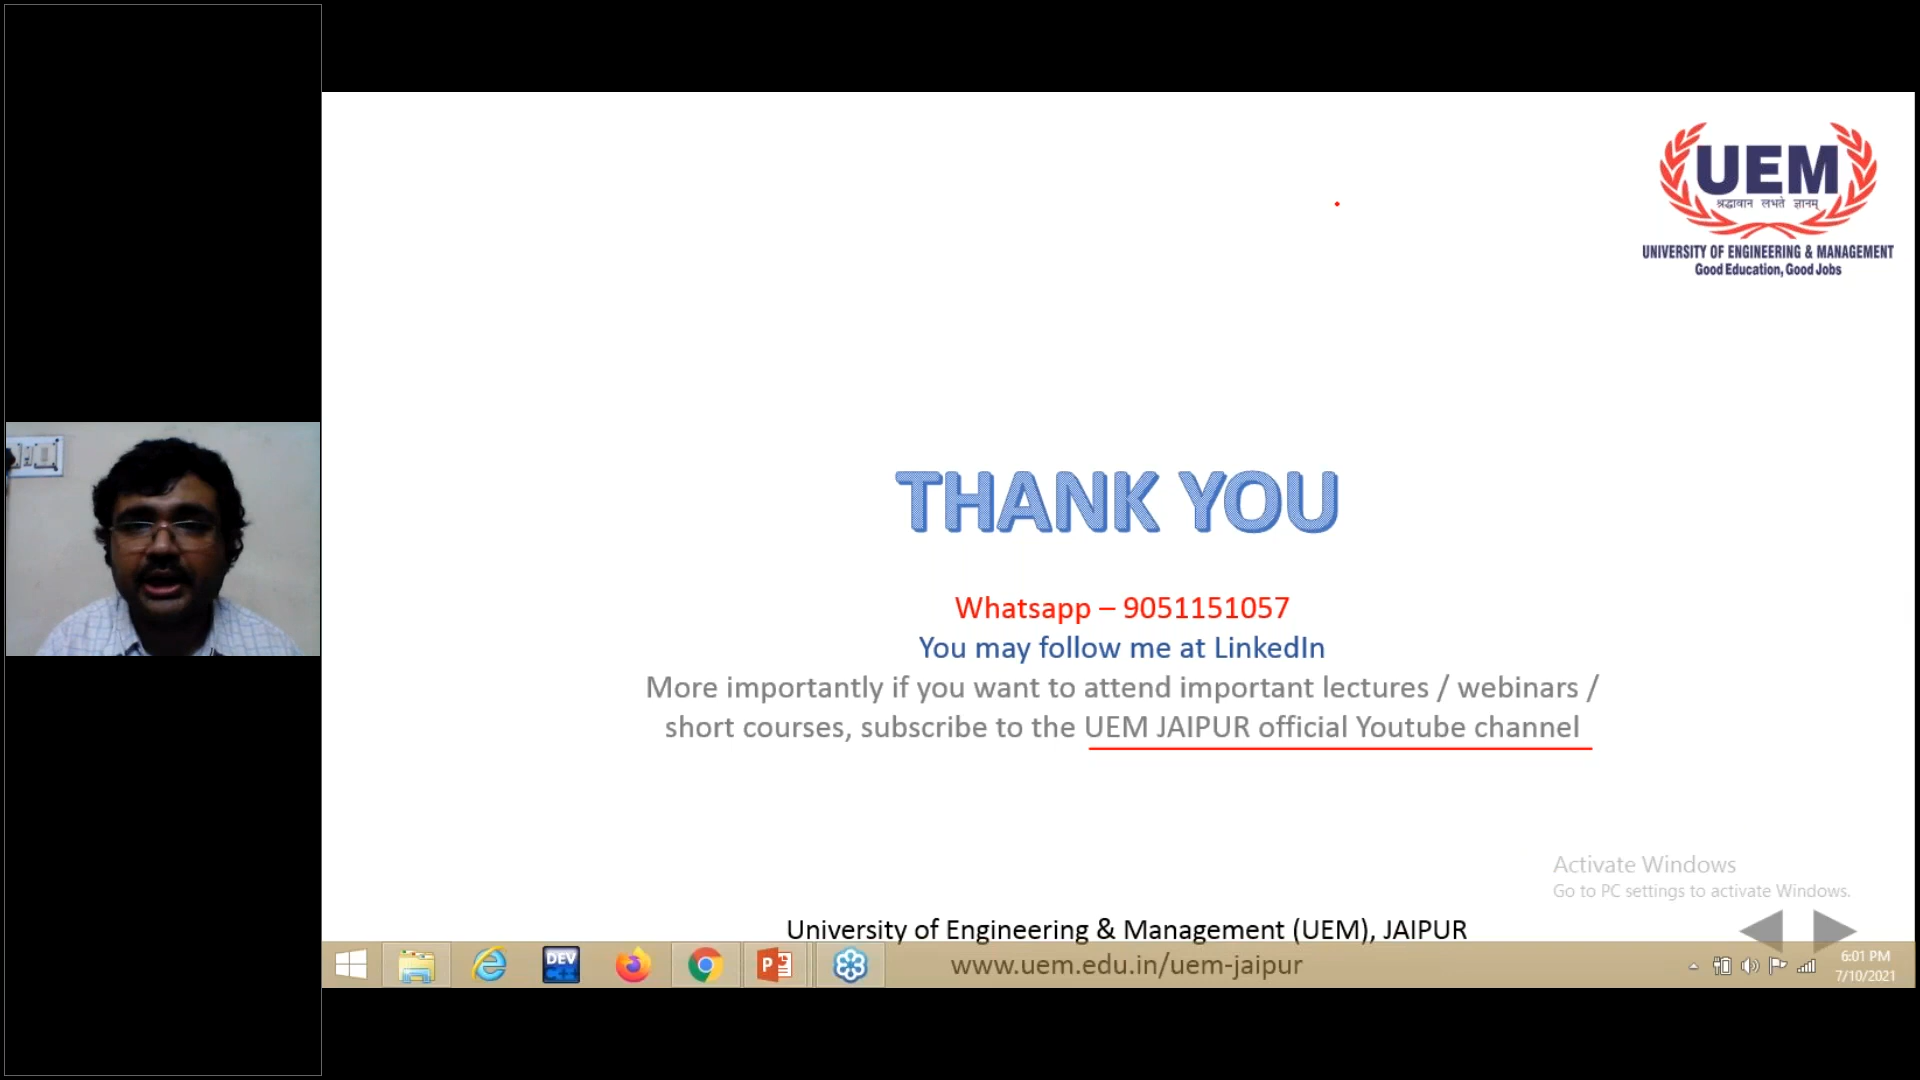 UEM
श्रद्धावान लभते ज्ञानम्
UNIVERSITY OF ENGINEERING & MANAGEMENT
Good Education, Good Jobs
THANK YOU
Whatsapp – 9051151057
You may follow me at LinkedIn
More importantly if you want to attend important lectures / webinars /
short courses, subscribe to the UEM JAIPUR official Youtube channel
Activate Windows
Go to PC settings to activate Windows.
University of Engineering & Management (UEM), JAIPUR
www.uem.edu.in/uem-jaipur
DEV
C++
P
6:01 PM
7/10/2021